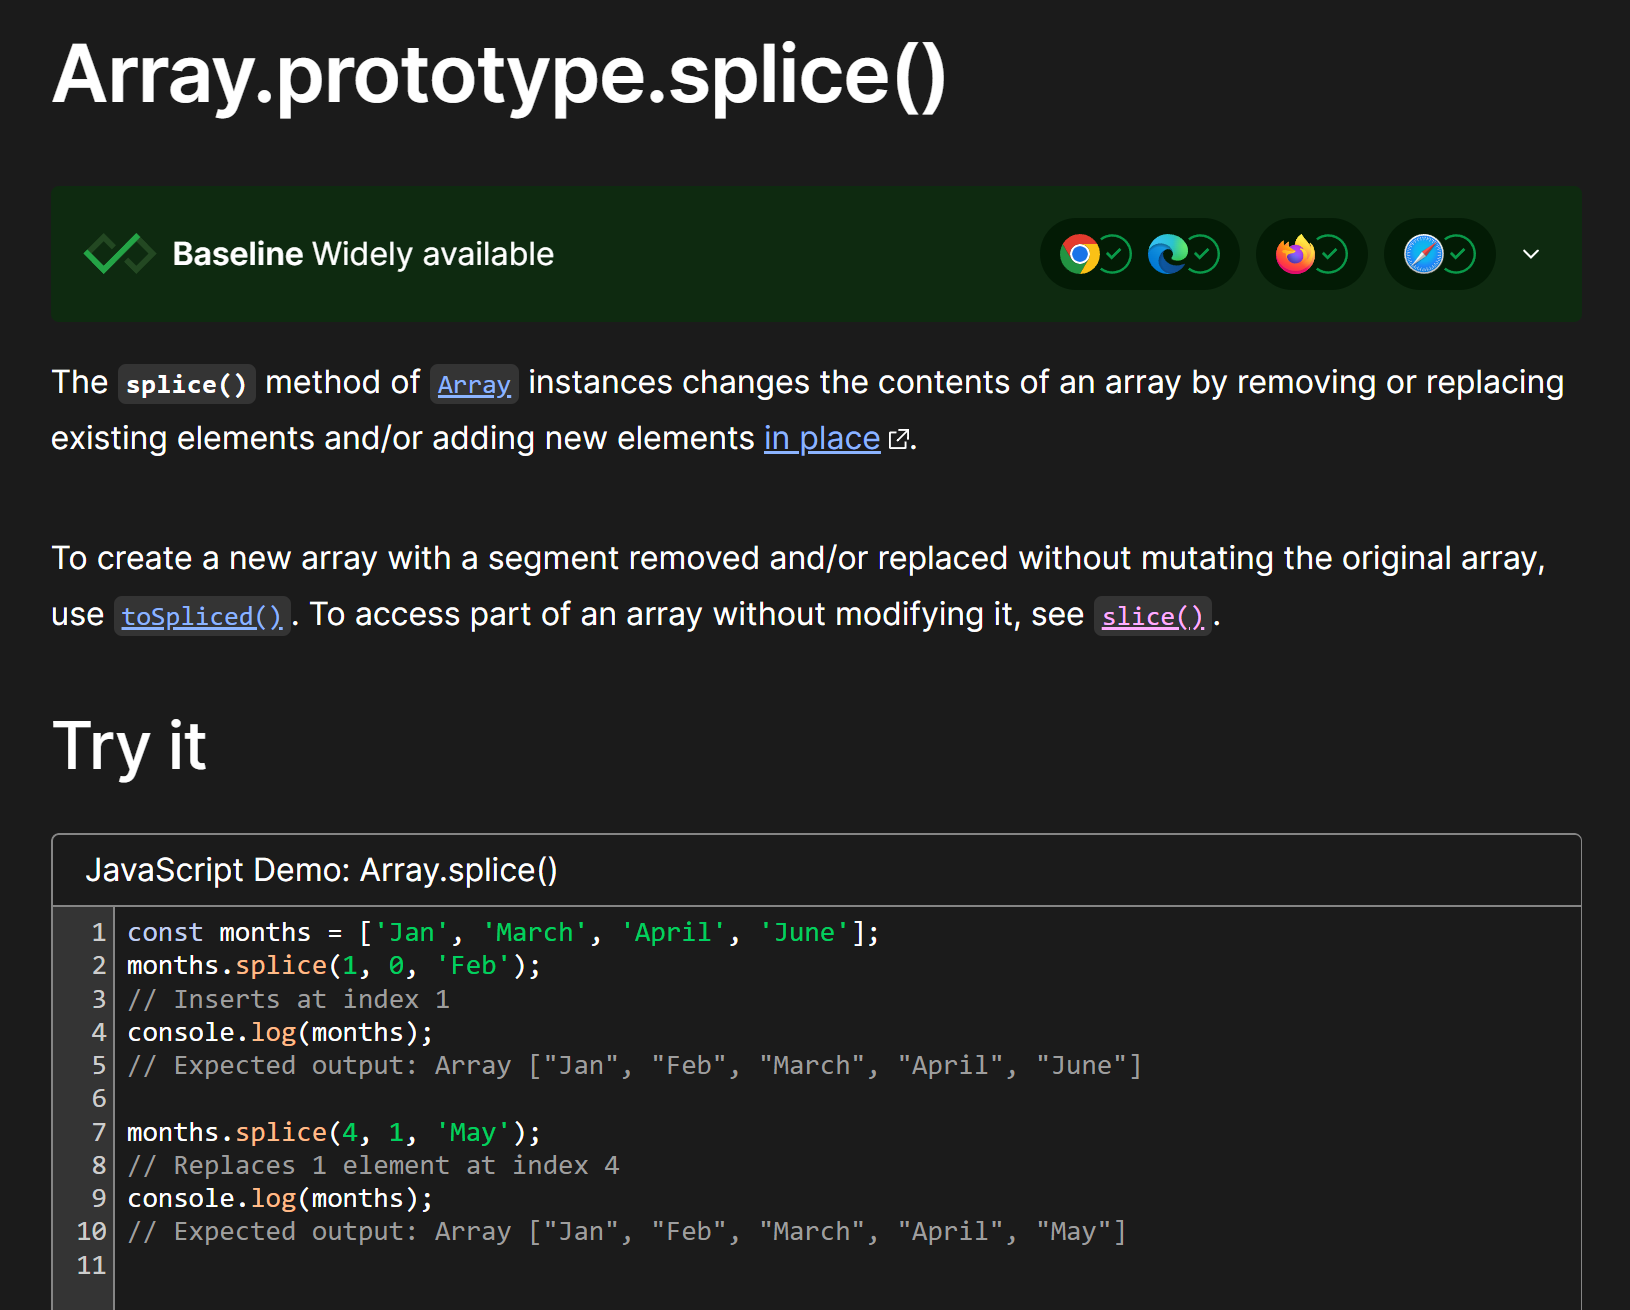 Array.prototype.splice()
Baseline Widely available
The splice() method of Array instances changes the contents of an array by removing or replacing
existing elements and/or adding new elements in place.
To create a new array with a segment removed and/or replaced without mutating the original array,
use toSpliced(). To access part of an array without modifying it, see slice().
Try it
JavaScript Demo: Array.splice()
1 const months = ['Jan', 'March', 'April', 'June'];
2 months.splice(1, 0, 'Feb');
3 // Inserts at index 1
4 console.log(months);
5 // Expected output: Array ["Jan", "Feb", "March", "April", "June"]
6
7 months.splice(4, 1, 'May');
8 // Replaces 1 element at index 4
9 console.log(months);
10 // Expected output: Array ["Jan", "Feb", "March", "April", "May"]
11